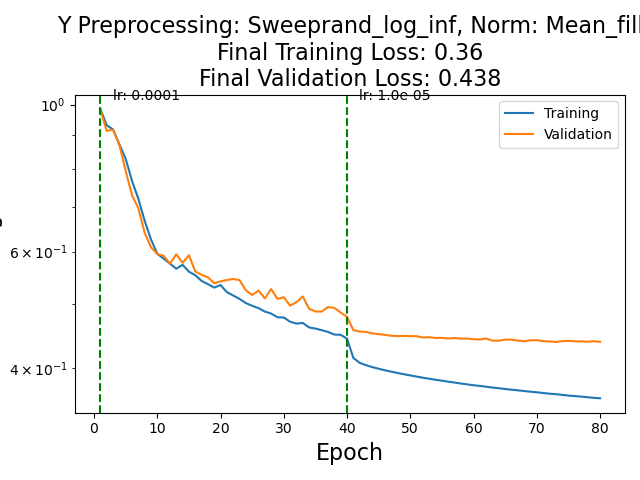 Y Preprocessing: Sweeprand_log_inf, Norm: Mean_fill
Final Training Loss: 0.36
Final Validation Loss: 0.438
lr: 0.0001
lr: 1.0e-05
Training
Validation
10⁰
6 × 10⁻¹
4 × 10⁻¹
0 10 20 30 40 50 60 70 80
Epoch